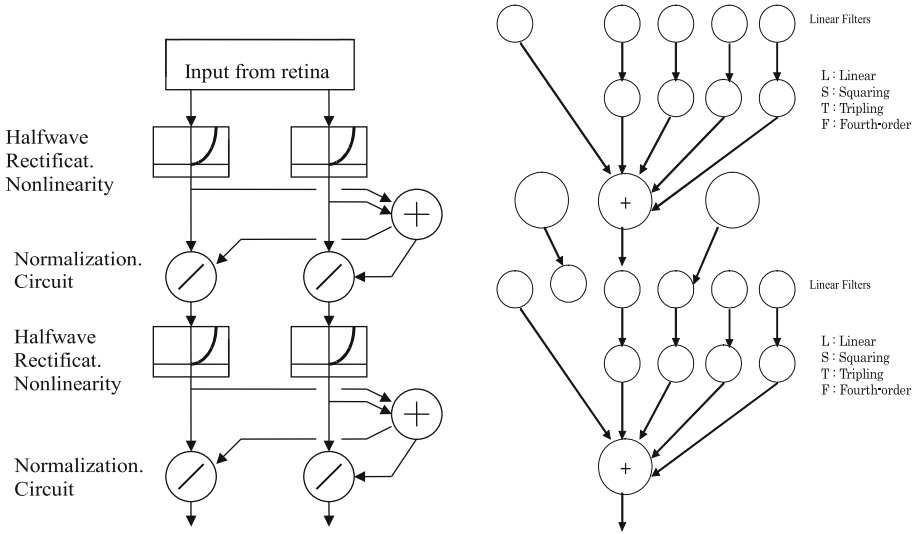 Input from retina
Halfwave
Rectificat.
Nonlinearity
+
Normalization.
Circuit
Halfwave
Rectificat.
Nonlinearity
+
Normalization.
Circuit
Linear Filters
L : Linear
S : Squaring
T : Tripling
F : Fourth-order
+
Linear Filters
L : Linear
S : Squaring
T : Tripling
F : Fourth-order
+